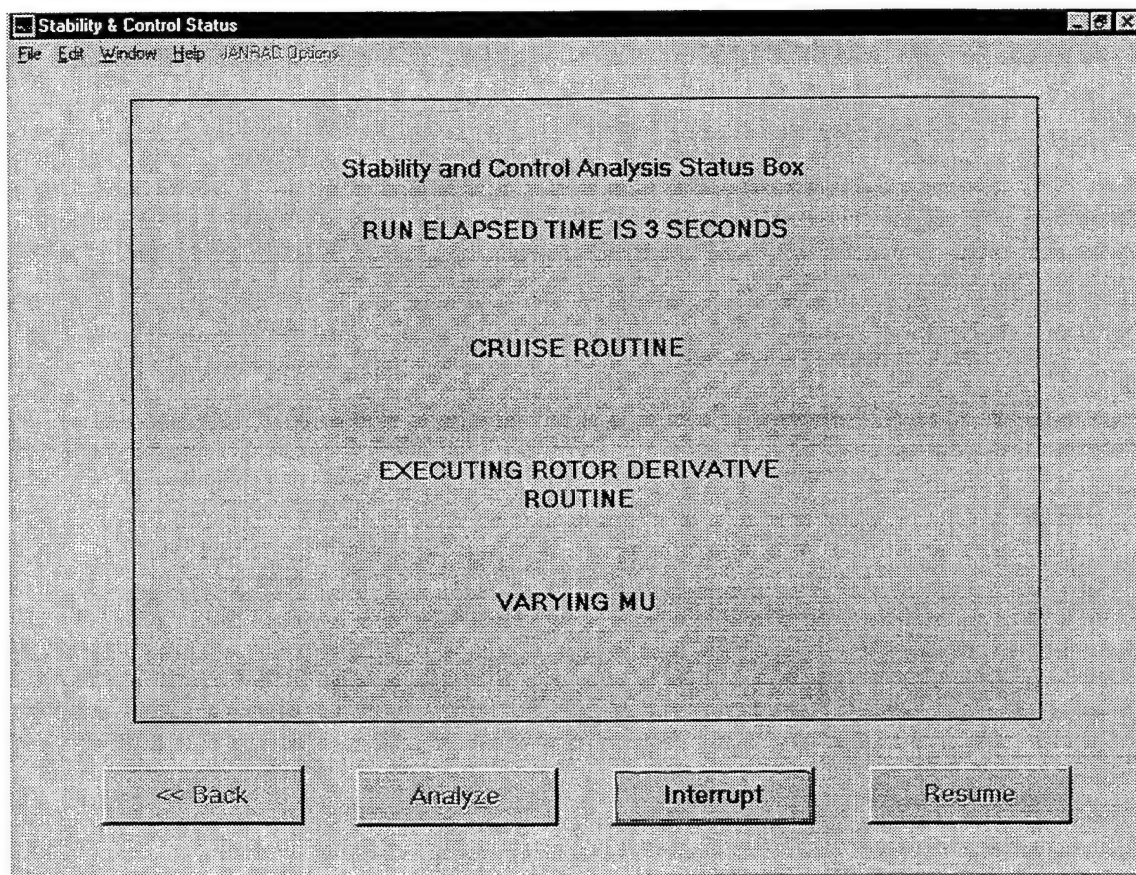 Stability & Control Status
File Edit Window Help JANRAD Options
Stability and Control Analysis Status Box
RUN ELAPSED TIME IS 3 SECONDS
CRUISE ROUTINE
EXECUTING ROTOR DERIVATIVE
ROUTINE
VARYING MU
<< Back Analyze Interrupt Resume